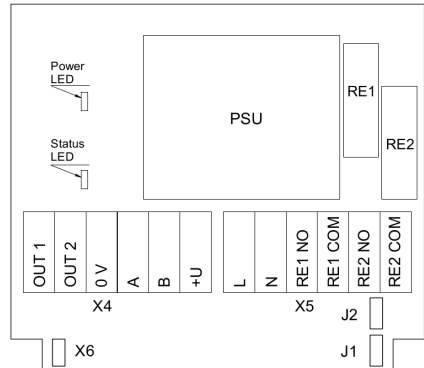 Power
LED
RE1
PSU
RE2
Status
LED
OUT 1
OUT 2
0 V
A
B
+U
L
N
RE1 NO
RE1 COM
RE2 NO
RE2 COM
X4
X5
J2
X6
J1